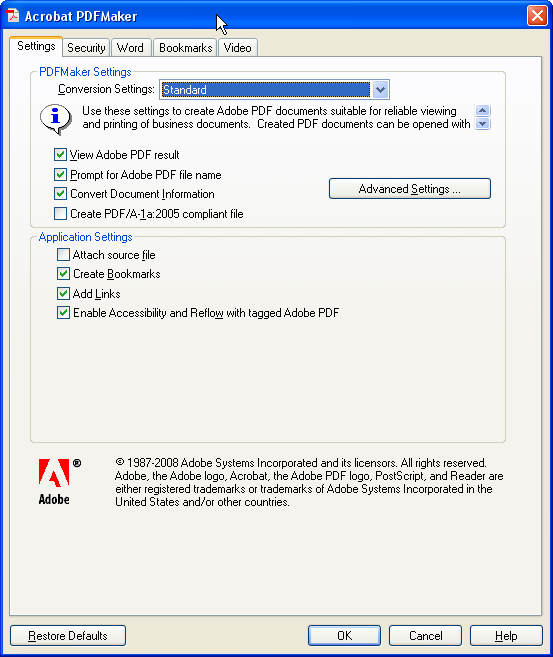 Acrobat PDFMaker
Settings Security Word Bookmarks Video
PDFMaker Settings
Conversion Settings: Standard
Use these settings to create Adobe PDF documents suitable for reliable viewing
and printing of business documents. Created PDF documents can be opened with
View Adobe PDF result
Prompt for Adobe PDF file name
Convert Document Information
Advanced Settings ...
Create PDF/A-1a:2005 compliant file
Application Settings
Attach source file
Create Bookmarks
Add Links
Enable Accessibility and Reflow with tagged Adobe PDF
® © 1987-2008 Adobe Systems Incorporated and its licensors. All rights reserved.
Adobe, the Adobe logo, Acrobat, the Adobe PDF logo, PostScript, and Reader are
either registered trademarks or trademarks of Adobe Systems Incorporated in the
United States and/or other countries.
Adobe
Restore Defaults OK Cancel Help